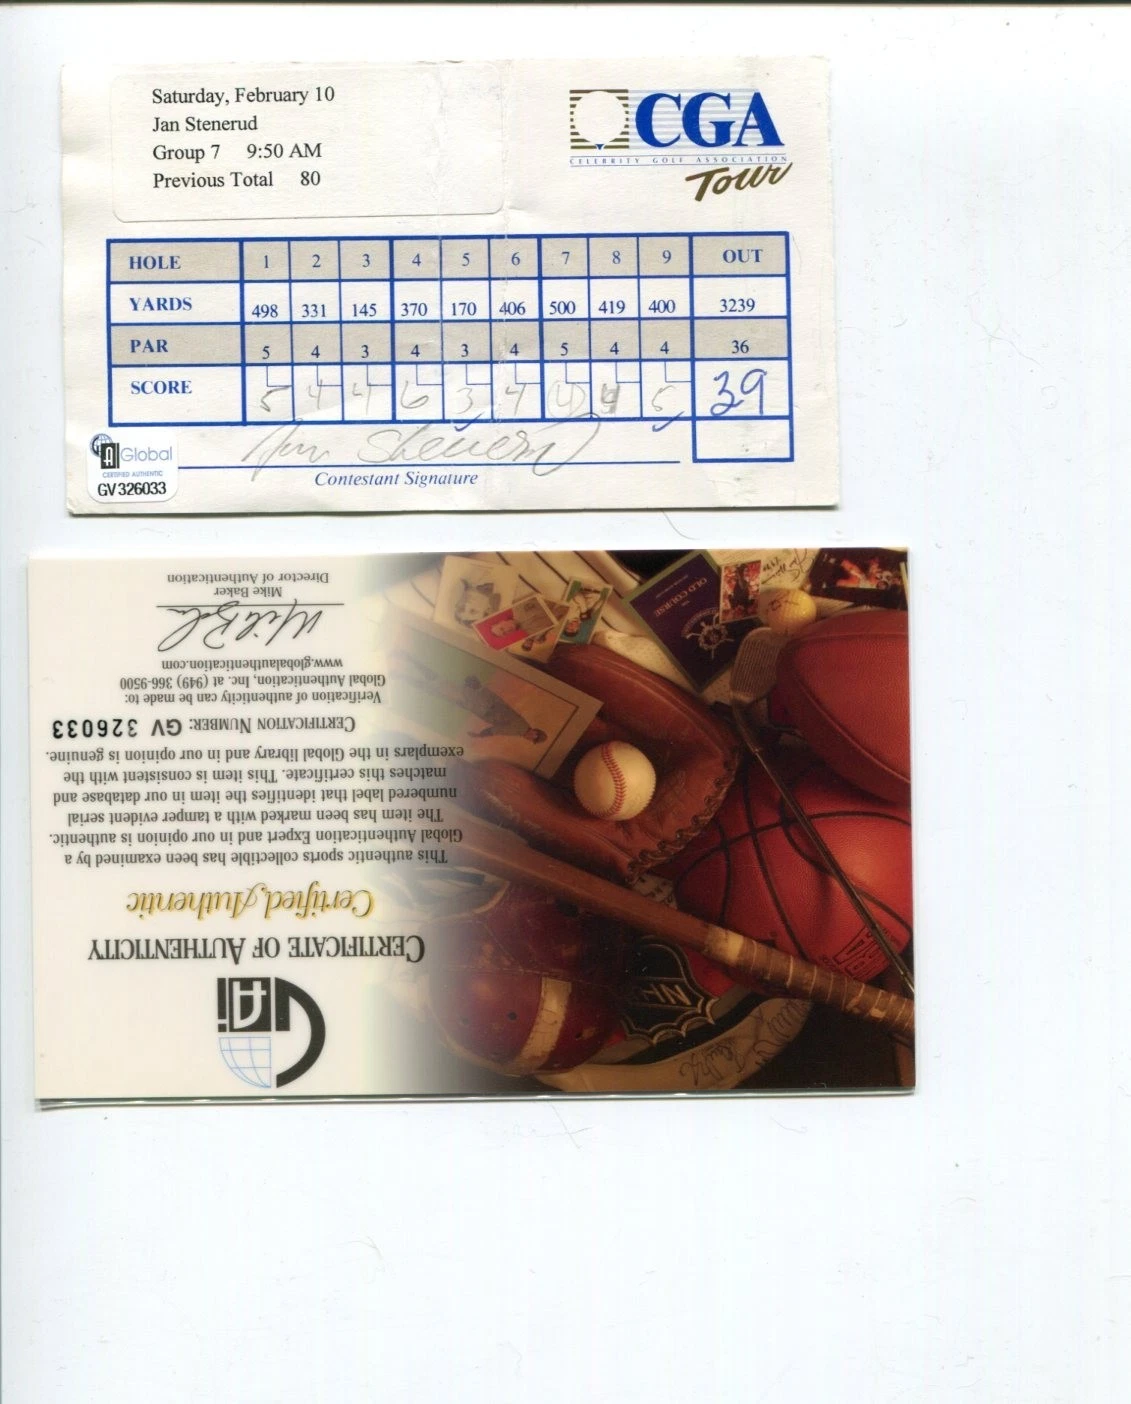 Saturday, February 10
Jan Stenerud
Group 7 9:50 AM
Previous Total 80
CGA
CELEBRITY GOLF ASSOCIATION
Tour
HOLE 1 2 3 4 5 6 7 8 9 OUT
YARDS 498 331 145 370 170 406 500 419 400 3239
PAR 5 4 3 4 3 4 5 4 4 36
SCORE 5 4 4 6 3 4 4 4 5 39
Jan Stenerud
Contestant Signature
Global
CERTIFIED AUTHENTIC
GV326033
GAI
CERTIFICATE OF AUTHENTICITY
Certified Authentic
This authentic sports collectible has been examined by a
Global Authentication Expert and in our opinion is authentic.
The item has been marked with a tamper evident serial
numbered label that identifies the item in our database and
matches this certificate. This item is consistent with the
exemplars in the Global library and in our opinion is genuine.
CERTIFICATION NUMBER: GV 326033
Verification of authenticity can be made to:
Global Authentication, Inc. at (949) 366-9500
www.globalauthentication.com
Mike Baker
Director of Authentication
NHL
THE
OLD COURSE